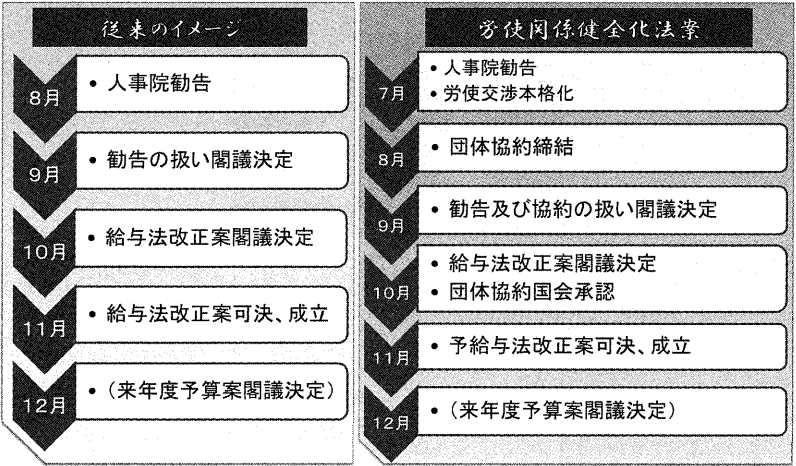 従来のイメージ
8月
• 人事院勧告
9月
• 勧告の扱い閣議決定
10月
• 給与法改正案閣議決定
11月
• 給与法改正案可決、成立
12月
• (来年度予算案閣議決定)
労使関係健全化法案
7月
• 人事院勧告
• 労使交渉本格化
8月
• 団体協約締結
9月
• 勧告及び協約の扱い閣議決定
10月
• 給与法改正案閣議決定
• 団体協約国会承認
11月
• 予給与法改正案可決、成立
12月
• (来年度予算案閣議決定)